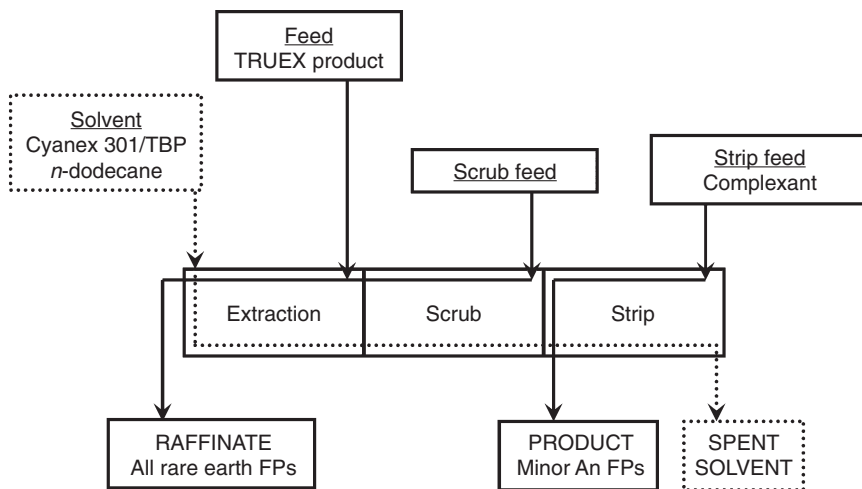 Feed
TRUEX product
Solvent
Cyanex 301/TBP
n-dodecane
Scrub feed
Strip feed
Complexant
Extraction
Scrub
Strip
RAFFINATE
All rare earth FPs
PRODUCT
Minor An FPs
SPENT
SOLVENT